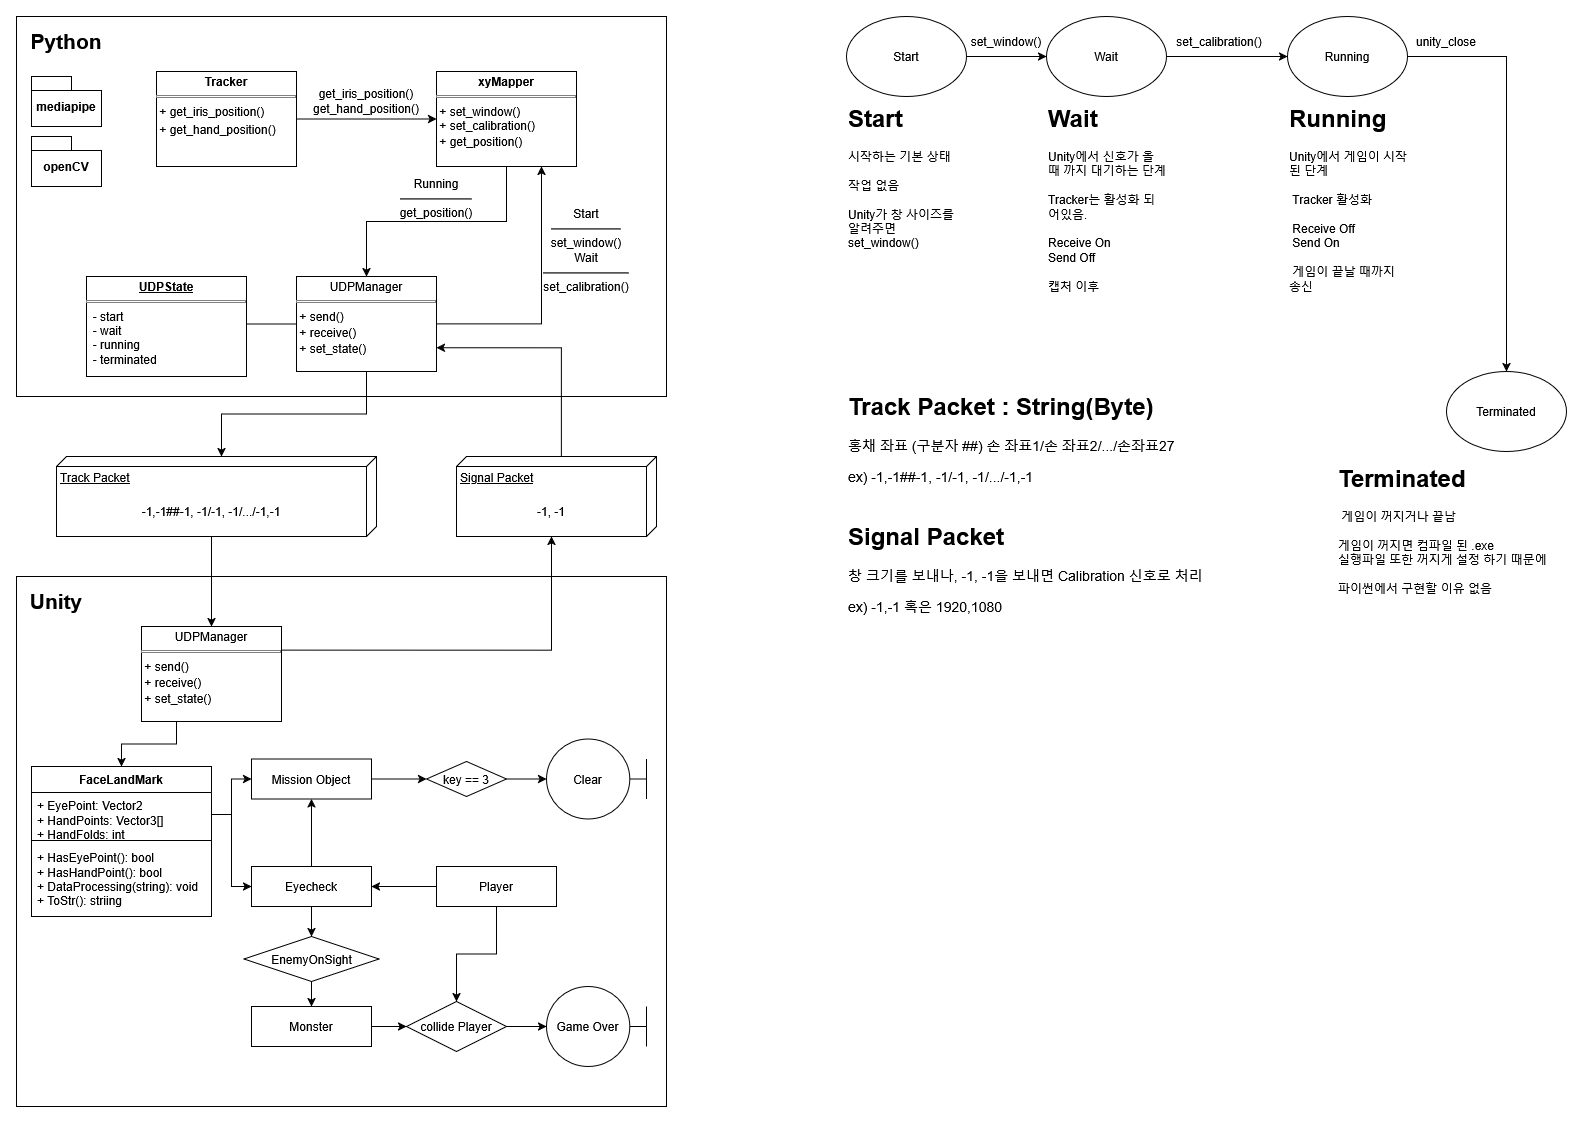 Python
mediapipe
openCV
Tracker
+ get_iris_position()
+ get_hand_position()
get_iris_position()
get_hand_position()
xyMapper
+ set_window()
+ set_calibration()
+ get_position()
Running
get_position()
Start
set_window()
Wait
set_calibration()
UDPState
- start
- wait
- running
- terminated
UDPManager
+ send()
+ receive()
+ set_state()
Track Packet
-1,-1##-1, -1/-1, -1/.../-1,-1
Signal Packet
-1, -1
Unity
UDPManager
+ send()
+ receive()
+ set_state()
FaceLandMark
+ EyePoint: Vector2
+ HandPoints: Vector3[]
+ HandFolds: int
+ HasEyePoint(): bool
+ HasHandPoint(): bool
+ DataProcessing(string): void
+ ToStr(): striing
Mission Object
key == 3
Clear
Eyecheck
Player
EnemyOnSight
Monster
collide Player
Game Over
Start
set_window()
Wait
set_calibration()
Running
unity_close
Terminated
Start
시작하는 기본 상태
작업 없음
Unity가 창 사이즈를
알려주면
set_window()
Wait
Unity에서 신호가 올
때 까지 대기하는 단계
Tracker는 활성화 되
어있음.
Receive On
Send Off
캡처 이후
Running
Unity에서 게임이 시작
된 단계
Tracker 활성화
Receive Off
Send On
게임이 끝날 때까지
송신
Track Packet : String(Byte)
홍채 좌표 (구분자 ##) 손 좌표1/손 좌표2/.../손좌표27
ex) -1,-1##-1, -1/-1, -1/.../-1,-1
Signal Packet
창 크기를 보내나, -1, -1을 보내면 Calibration 신호로 처리
ex) -1,-1 혹은 1920,1080
Terminated
게임이 꺼지거나 끝남
게임이 꺼지면 컴파일 된 .exe
실행파일 또한 꺼지게 설정 하기 때문에
파이썬에서 구현할 이유 없음